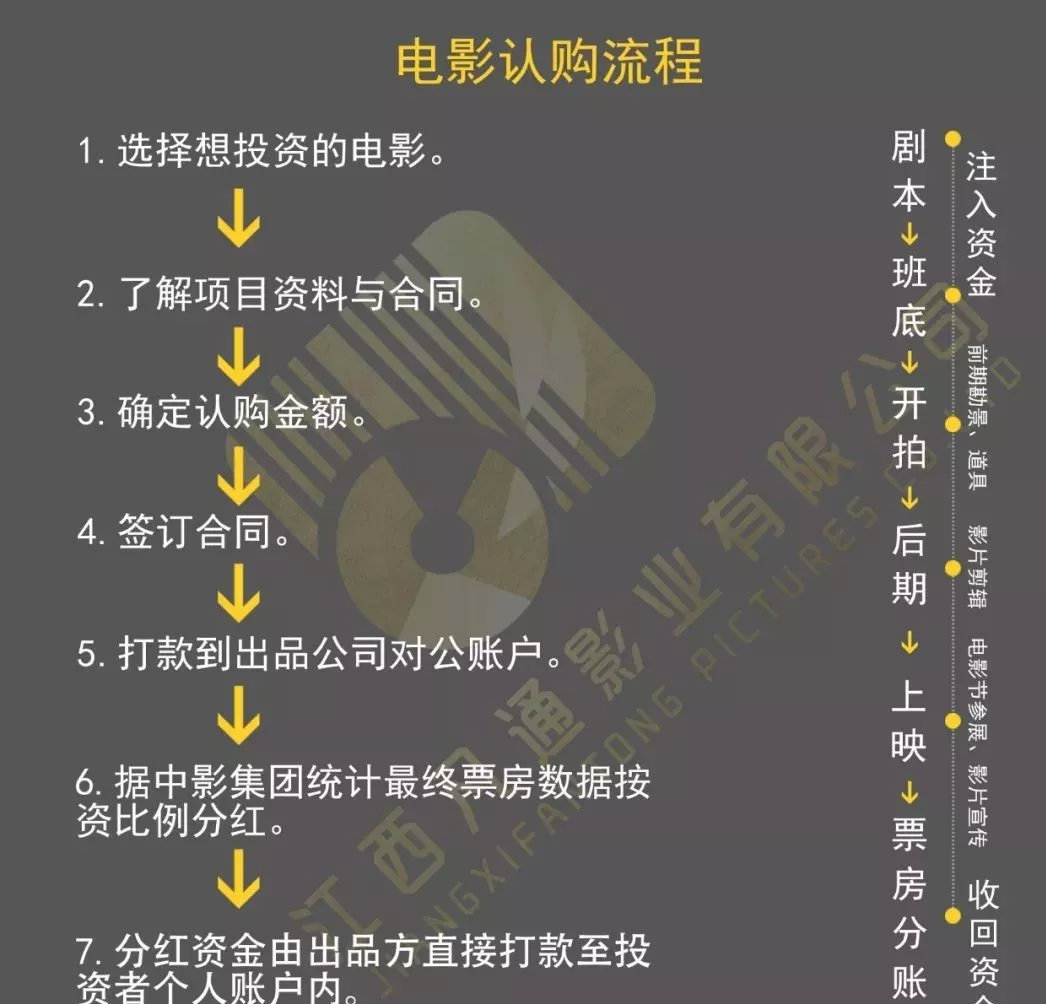 电影认购流程
1. 选择想投资的电影。
2. 了解项目资料与合同。
3. 确定认购金额。
4. 签订合同。
5. 打款到出品公司对公账户。
6. 据中影集团统计最终票房数据按
资比例分红。
7. 分红资金由出品方直接打款至投
资者个人账户内。
剧本
班底
开拍
后期
上映
票房分账
注入资金
前期勘景、道具
影片剪辑
电影节参展、影片宣传
收回资
江西凡通影业有限公司
JIANGXIFANTONG PICTURES CO.,LTD